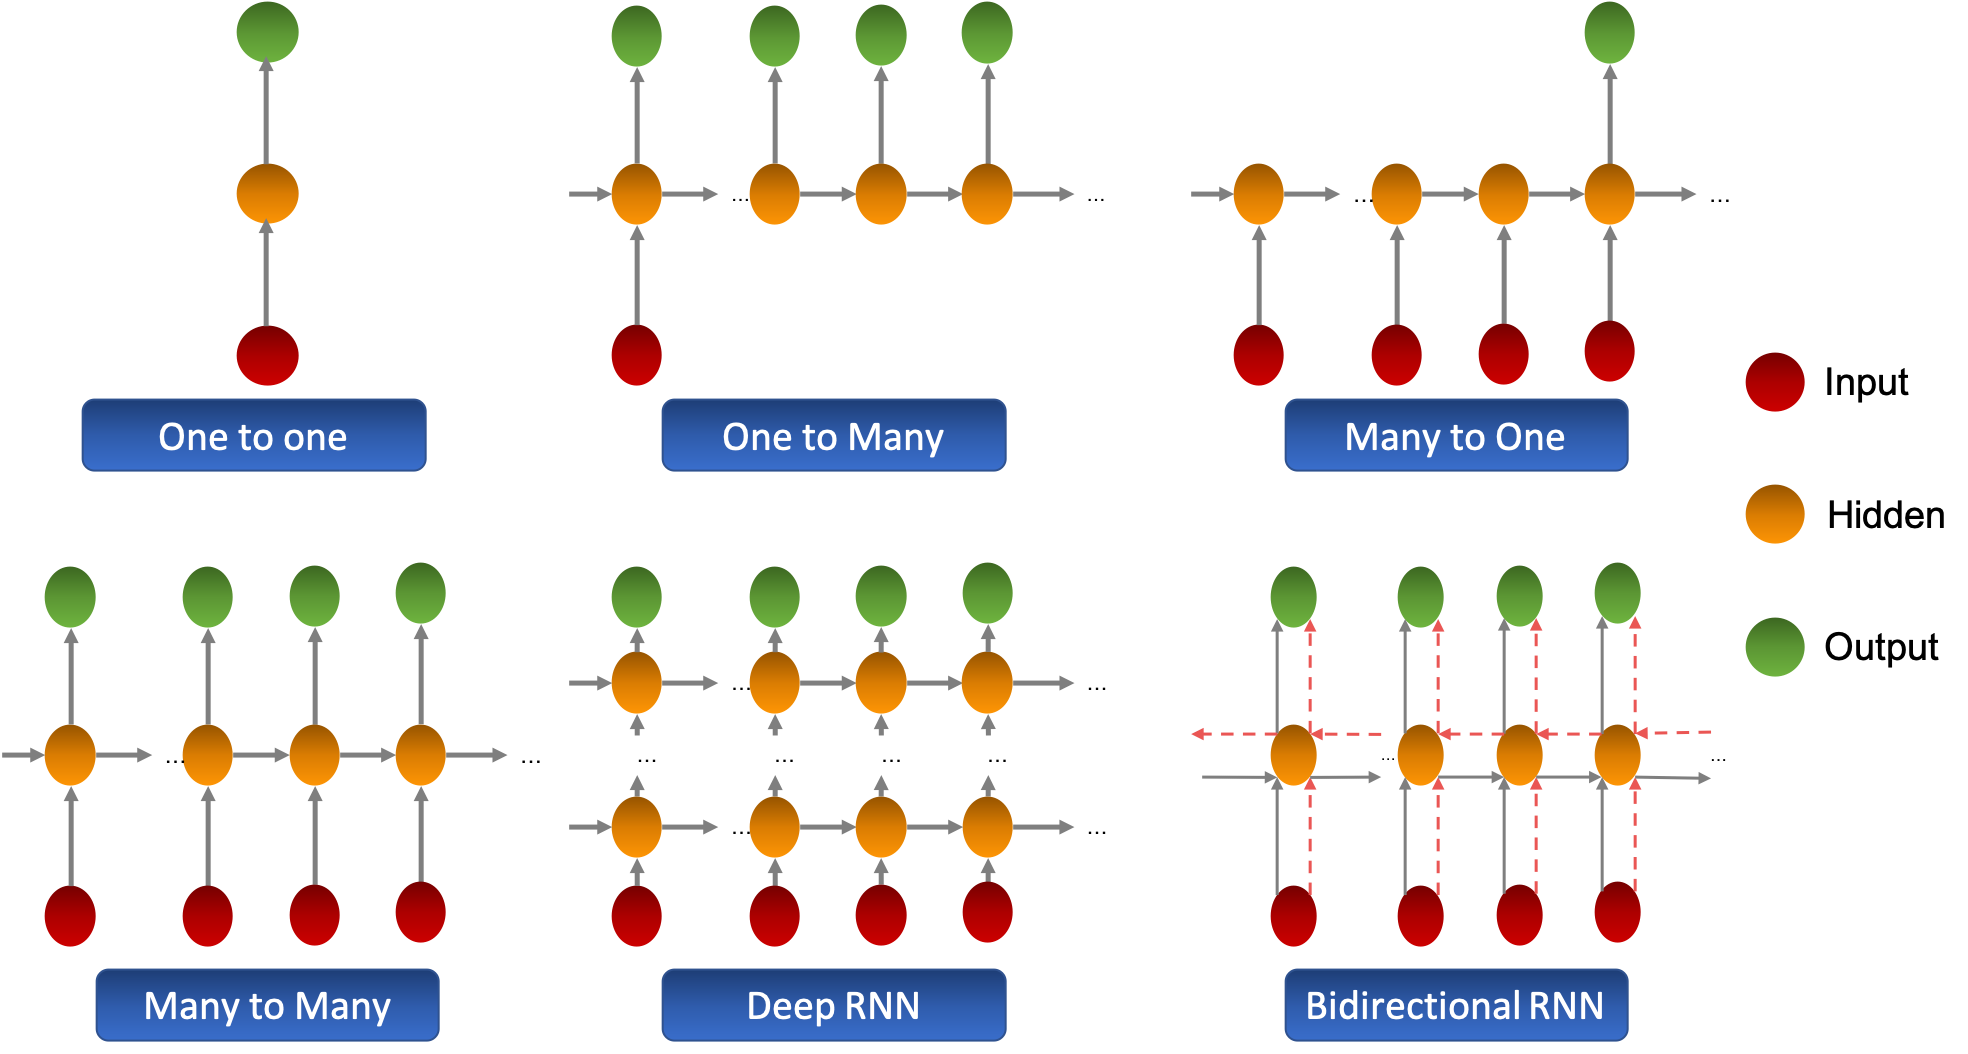 ...
...
...
...
One to one
One to Many
Many to One
Input
Hidden
Output
...
...
...
...
...
...
...
...
...
...
...
...
Many to Many
Deep RNN
Bidirectional RNN